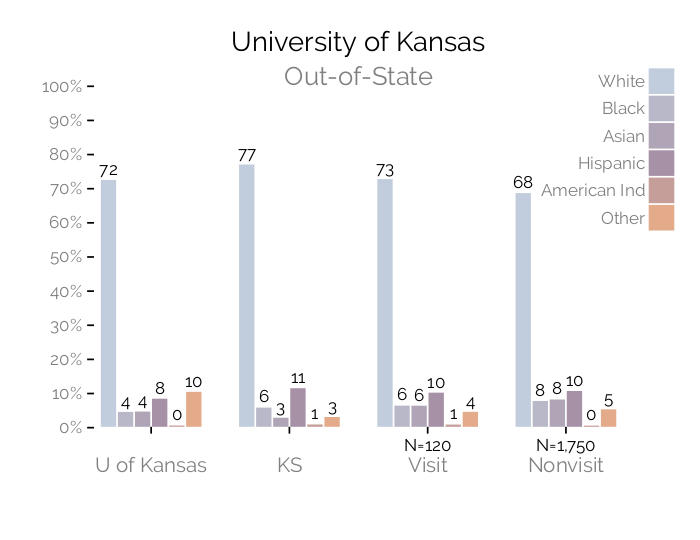 University of Kansas
Out-of-State
100%
90%
80%
70%
60%
50%
40%
30%
20%
10%
0%
White
Black
Asian
Hispanic
American Ind
Other
72
4
4
8
0
10
77
6
3
11
1
3
73
6
6
10
1
4
68
8
8
10
0
5
N=120
N=1,750
U of Kansas
KS
Visit
Nonvisit